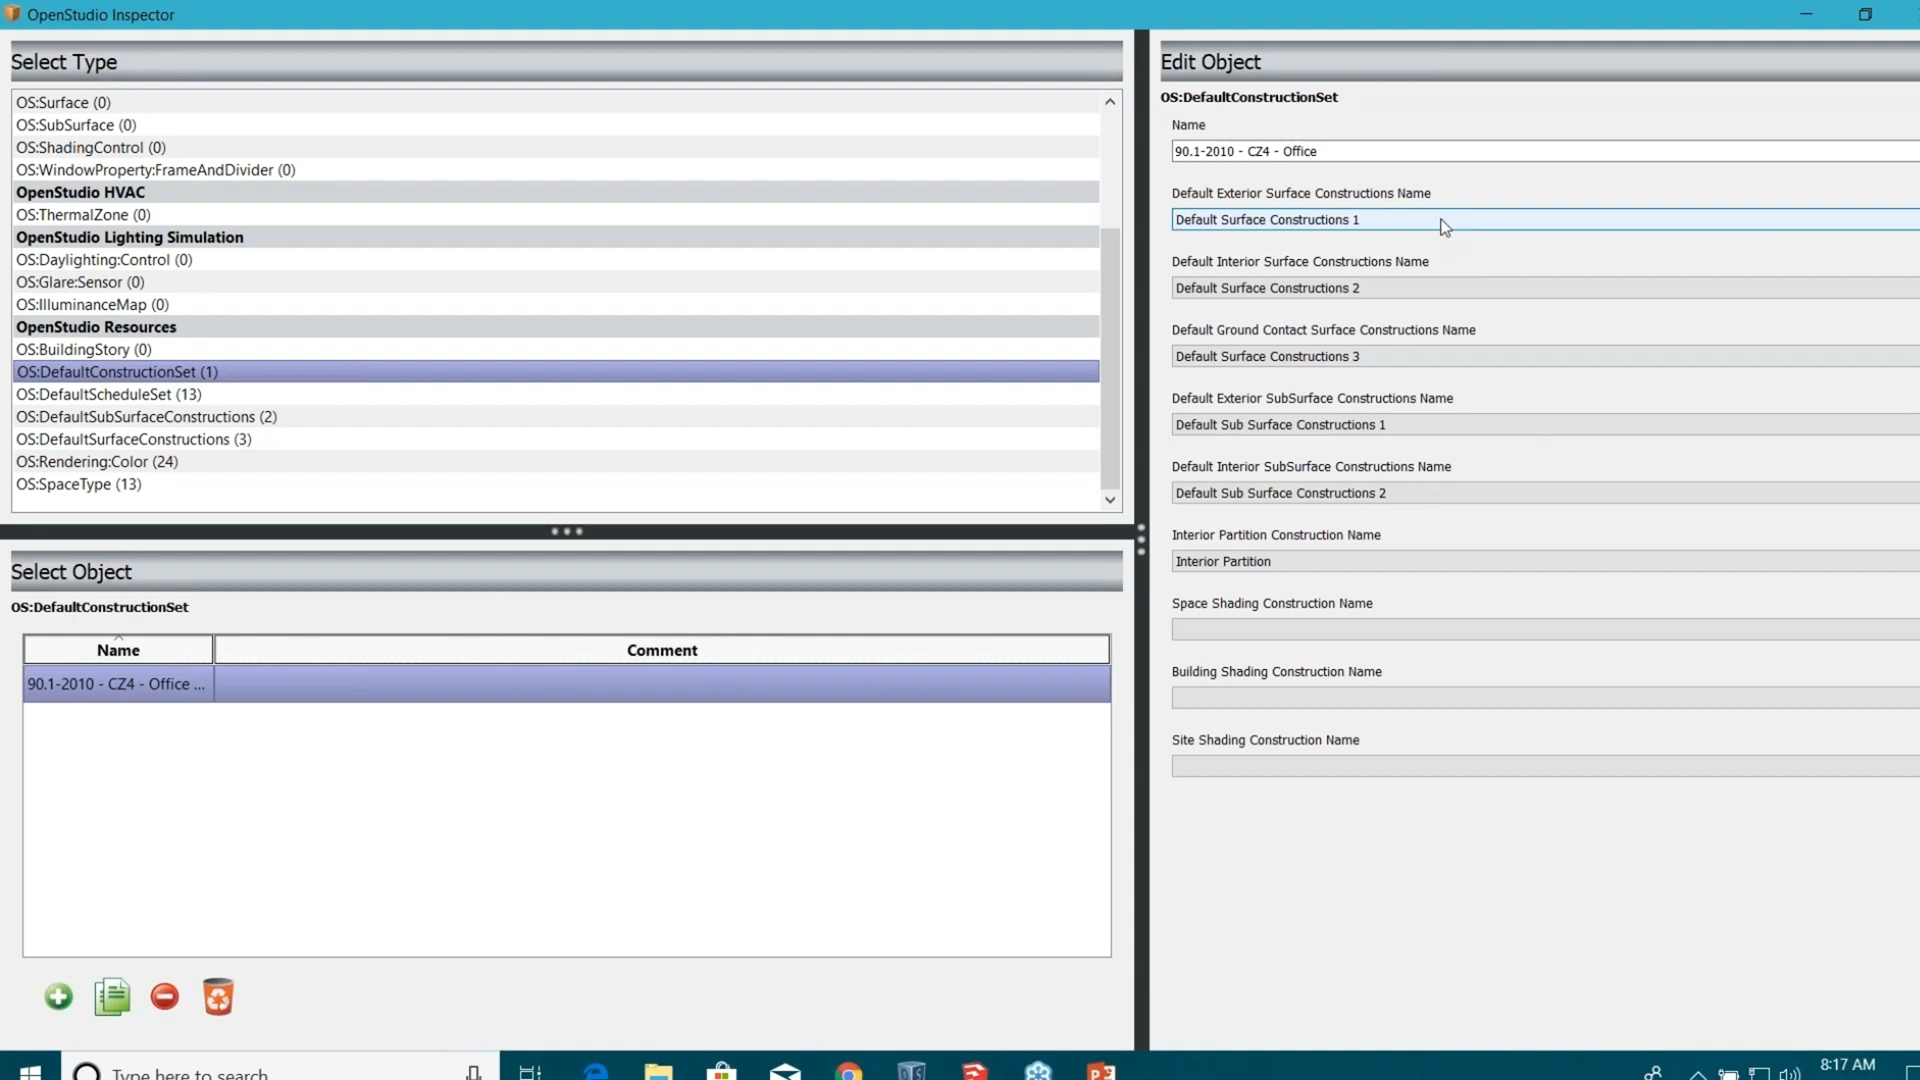 OpenStudio Inspector
Select Type
OS:Surface (0)
OS:SubSurface (0)
OS:ShadingControl (0)
OS:WindowProperty:FrameAndDivider (0)
OpenStudio HVAC
OS:ThermalZone (0)
OpenStudio Lighting Simulation
OS:Daylighting:Control (0)
OS:Glare:Sensor (0)
OS:IlluminanceMap (0)
OpenStudio Resources
OS:BuildingStory (0)
OS:DefaultConstructionSet (1)
OS:DefaultScheduleSet (13)
OS:DefaultSubSurfaceConstructions (2)
OS:DefaultSurfaceConstructions (3)
OS:Rendering:Color (24)
OS:SpaceType (13)
Select Object
OS:DefaultConstructionSet
Name Comment
90.1-2010 - CZ4 - Office ...
Edit Object
OS:DefaultConstructionSet
Name
90.1-2010 - CZ4 - Office
Default Exterior Surface Constructions Name
Default Surface Constructions 1
Default Interior Surface Constructions Name
Default Surface Constructions 2
Default Ground Contact Surface Constructions Name
Default Surface Constructions 3
Default Exterior SubSurface Constructions Name
Default Sub Surface Constructions 1
Default Interior SubSurface Constructions Name
Default Sub Surface Constructions 2
Interior Partition Construction Name
Interior Partition
Space Shading Construction Name
Building Shading Construction Name
Site Shading Construction Name
Type here to search
8:17 AM